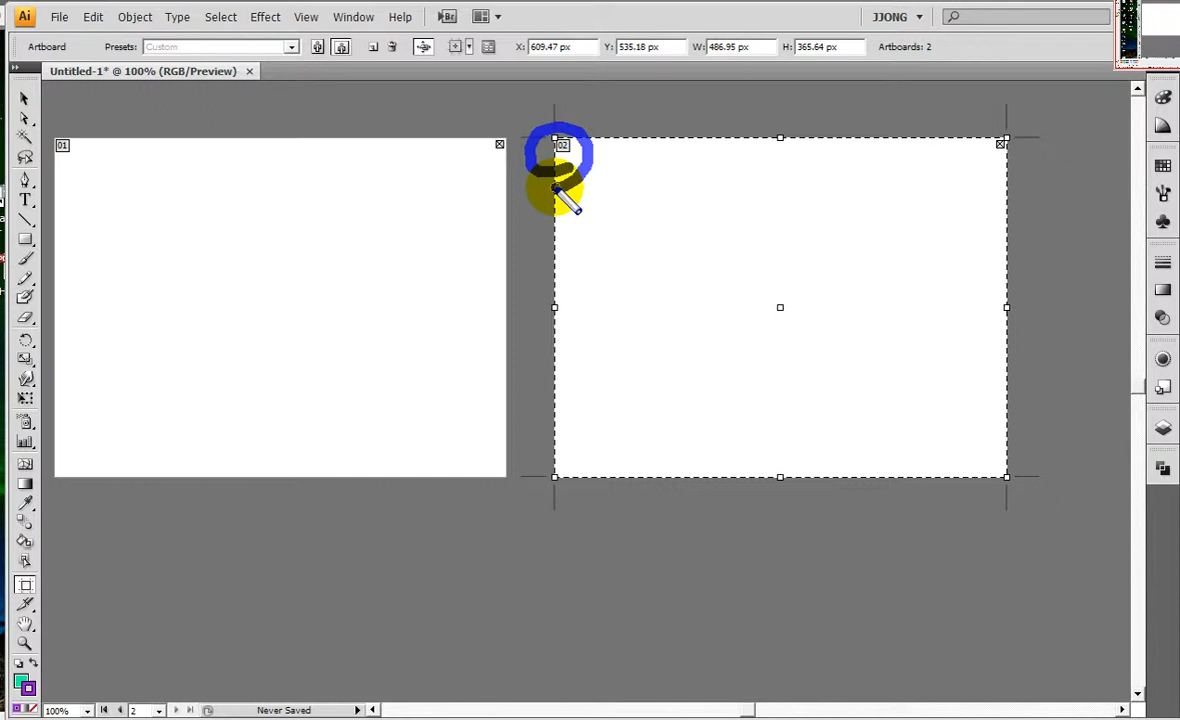 Ai File Edit Object Type Select Effect View Window Help Br JJONG
Artboard Presets: Custom X: 609.47 px Y: 535.18 px W: 486.95 px H: 365.64 px Artboards: 2
Untitled-1* @ 100% (RGB/Preview)
01
02
T
100% 2 Never Saved